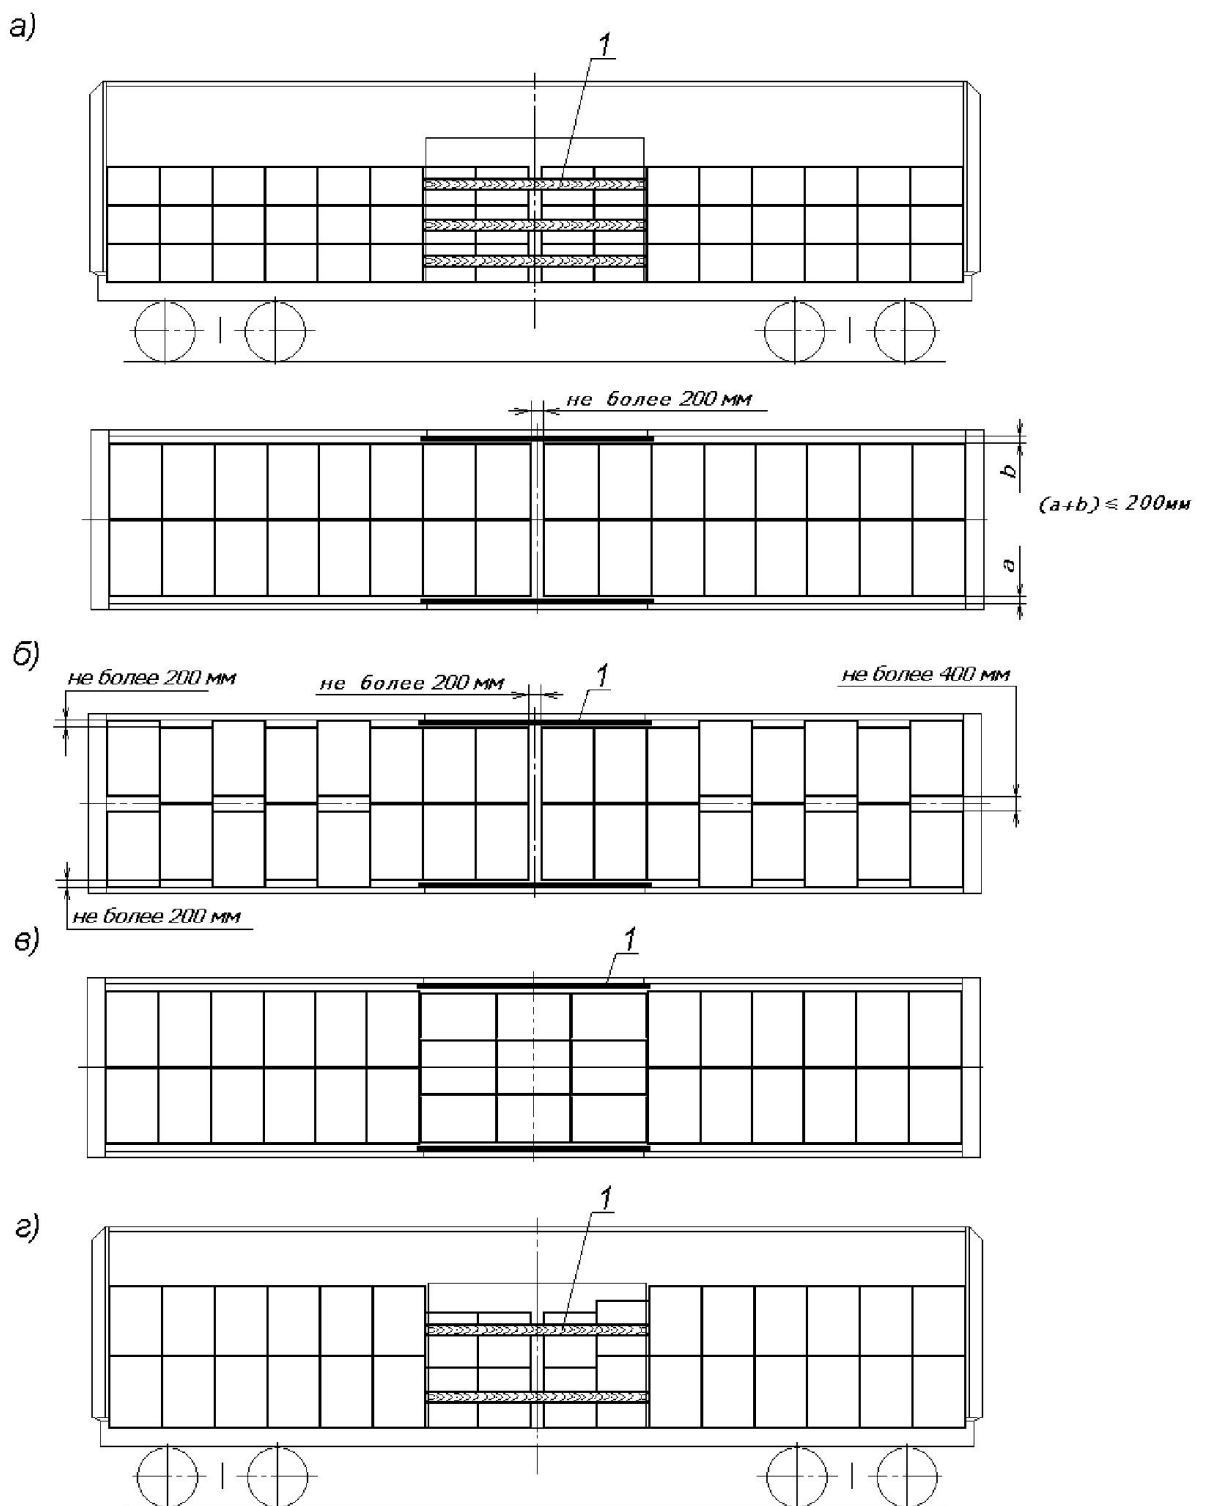 а)
1
не более 200 мм
b
(a+b) ≤ 200мм
a
б)
не более 200 мм
не более 200 мм
1
не более 400 мм
не более 200 мм
в)
1
г)
1